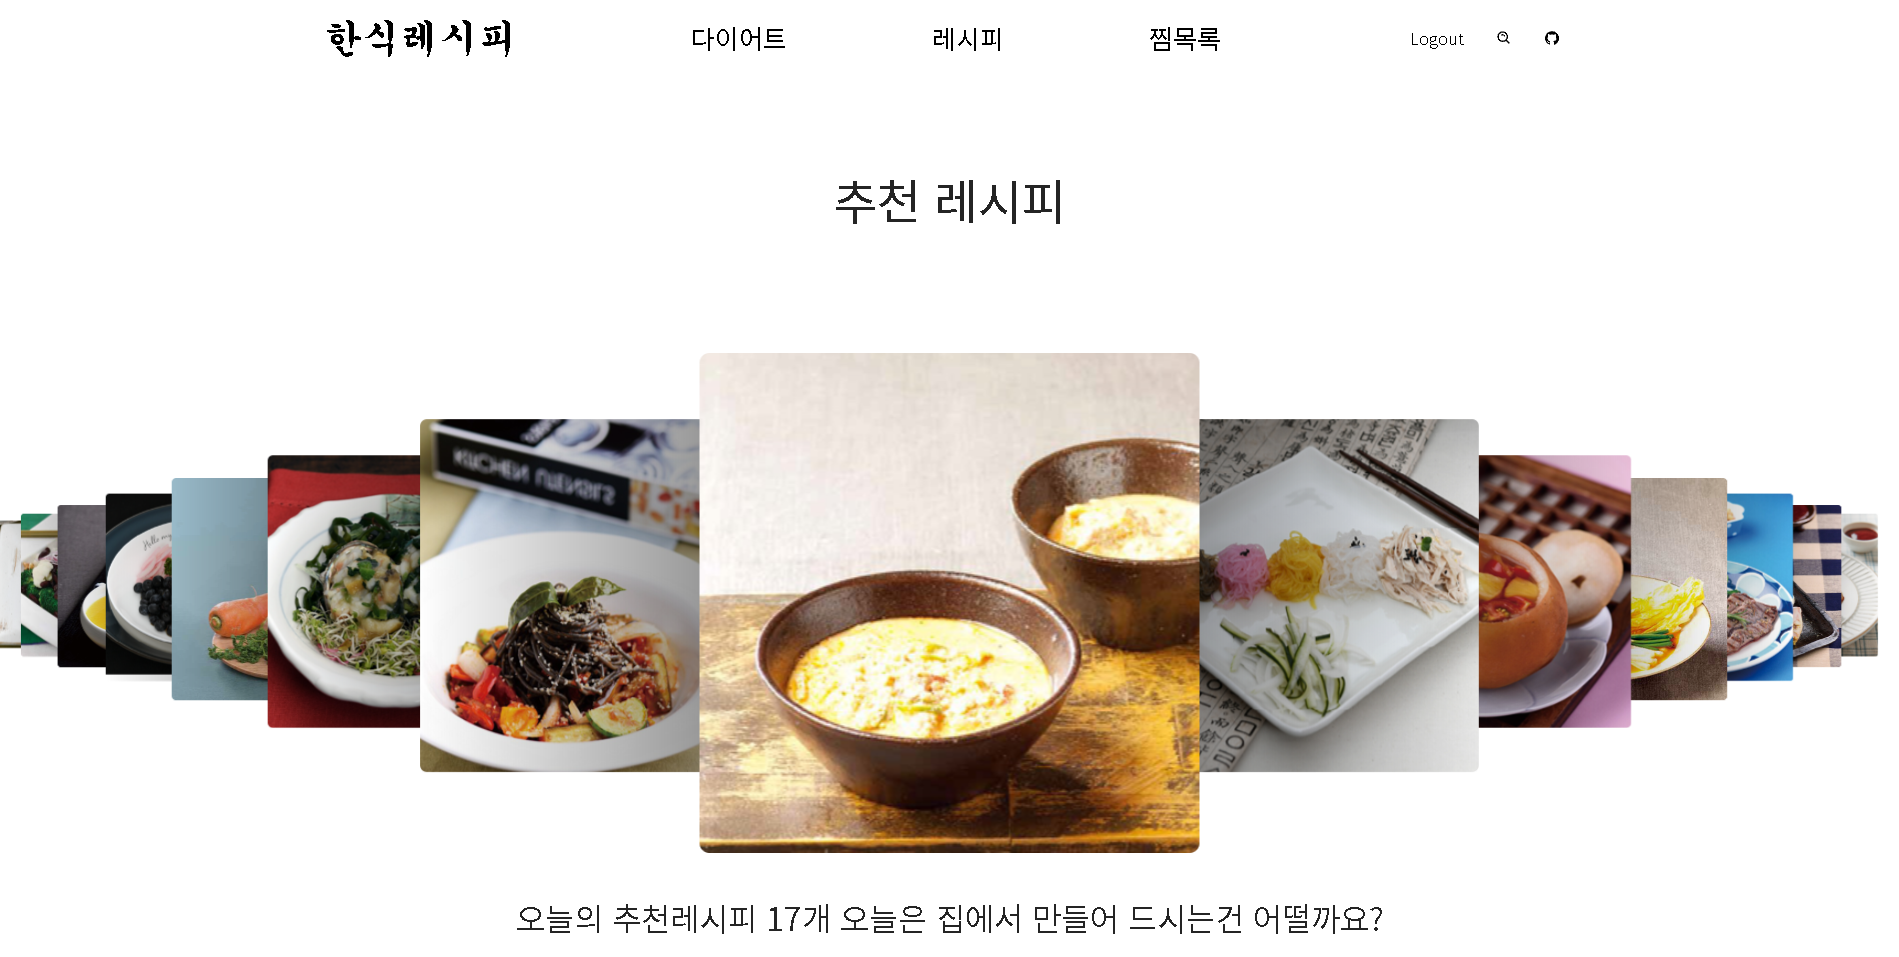 한식레시피
다이어트
레시피
찜목록
Logout
추천 레시피
오늘의 추천레시피 17개 오늘은 집에서 만들어 드시는건 어떨까요?